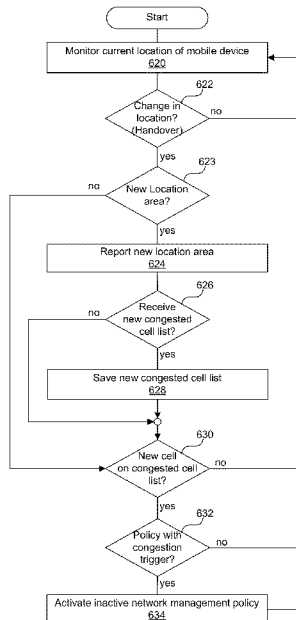 Start
Monitor current location of mobile device
620
622
Change in
location?
(Handover)
no
yes
623
no
New Location
area?
yes
Report new location area
624
626
no
Receive
new congested
cell list?
yes
Save new congested cell list
628
630
New cell
on congested cell
list?
no
yes
632
Policy with
congestion
trigger?
no
yes
Activate inactive network management policy
634